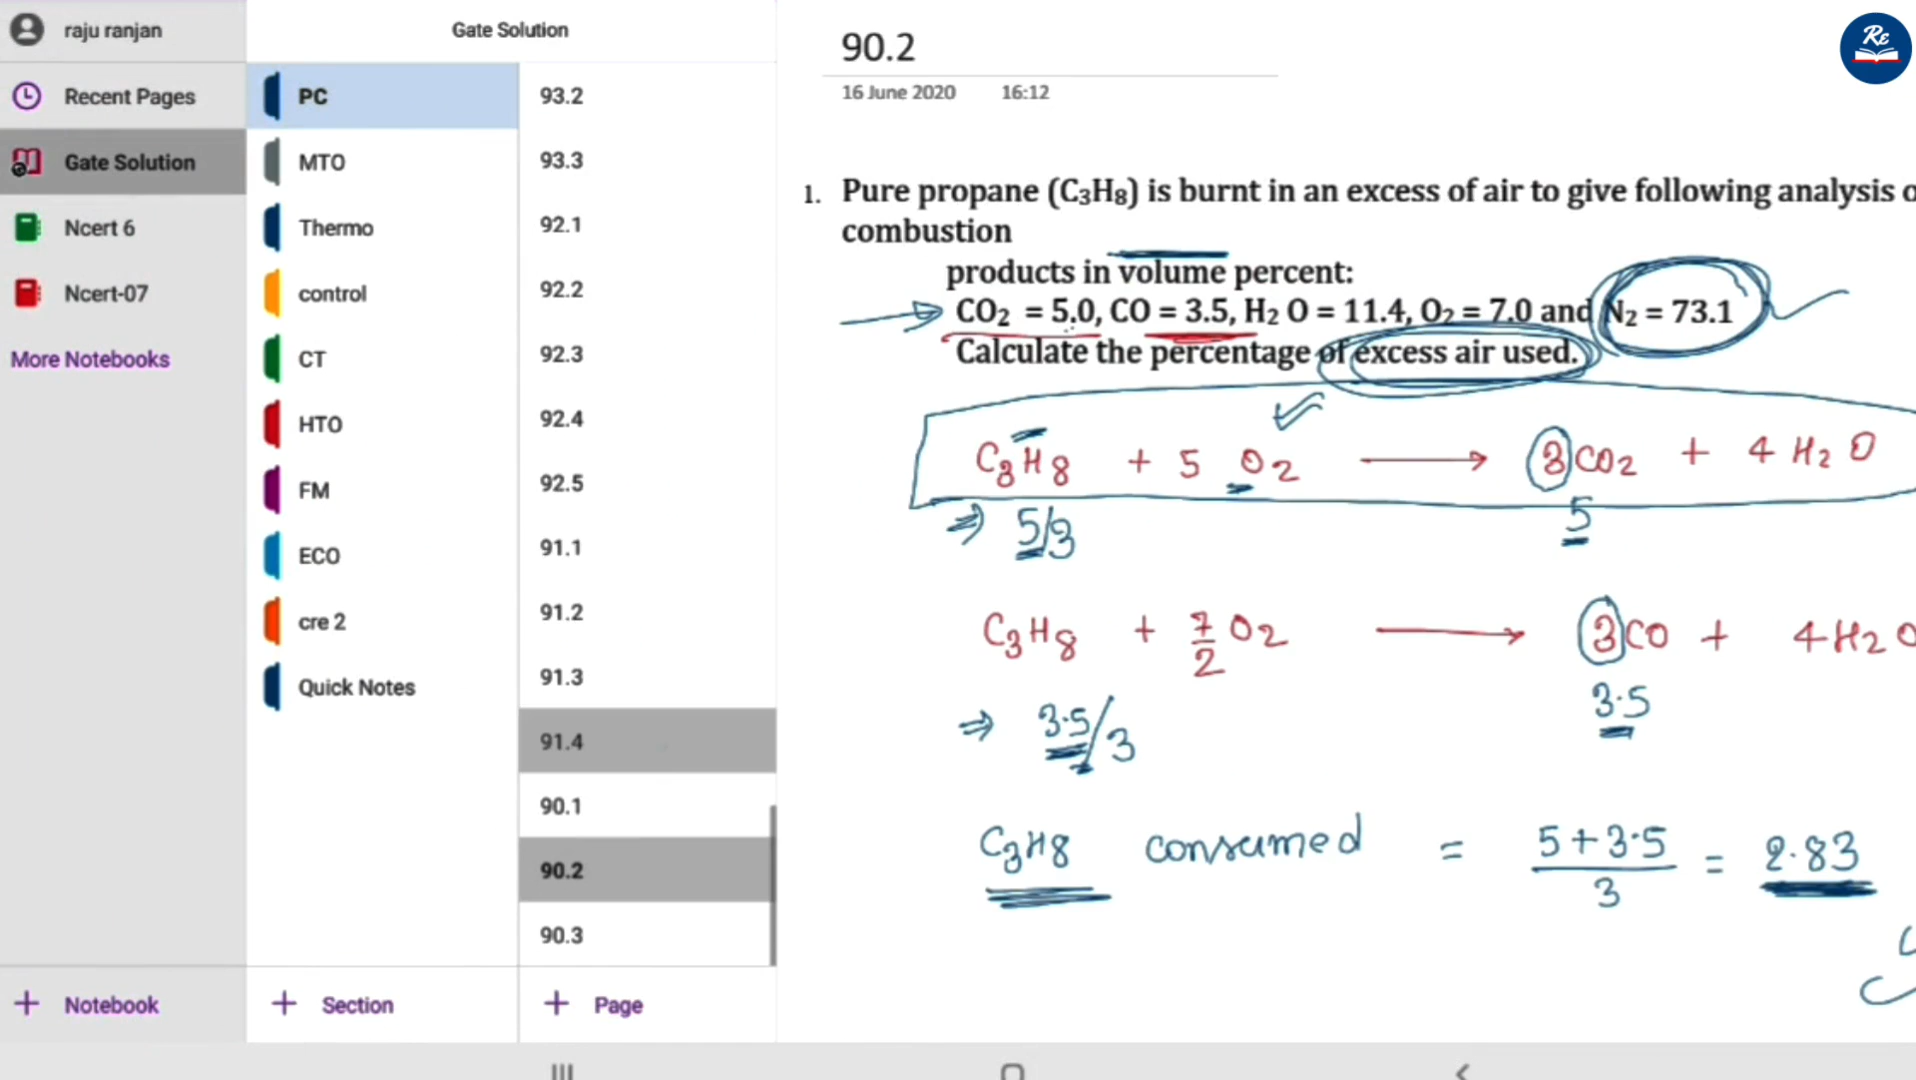 raju ranjan
Recent Pages
Gate Solution
Ncert 6
Ncert-07
More Notebooks
+ Notebook
Gate Solution
PC
MTO
Thermo
control
CT
HTO
FM
ECO
cre 2
Quick Notes
+ Section
93.2
93.3
92.1
92.2
92.3
92.4
92.5
91.1
91.2
91.3
91.4
90.1
90.2
90.3
+ Page
90.2
16 June 2020 16:12
Re
1. Pure propane (C₃H₈) is burnt in an excess of air to give following analysis
combustion
products in volume percent:
CO₂ = 5.0, CO = 3.5, H₂ O = 11.4, O₂ = 7.0 and N₂ = 73.1
Calculate the percentage of excess air used.
C₃H₈ + 5 O₂ → 3CO₂ + 4 H₂O
⇒ 5/3 5
C₃H₈ + 7/2 O₂ → 3CO + 4H₂O
⇒ 3.5/3 3.5
C₃H₈ consumed = 5+3.5/3 = 2.83